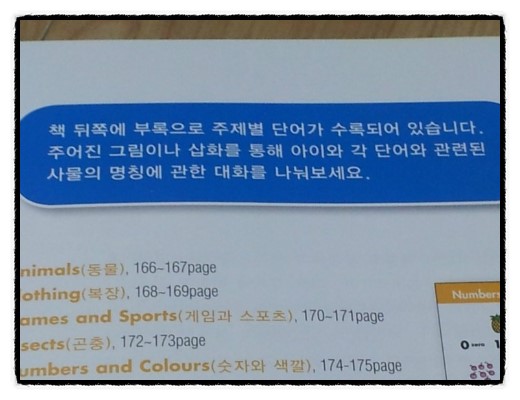 책 뒤쪽에 부록으로 주제별 단어가 수록되어 있습니다.
주어진 그림이나 삽화를 통해 아이와 각 단어와 관련된
사물의 명칭에 관한 대화를 나눠보세요.
nimals(동물), 166~167page
othing(복장), 168~169page
ames and Sports(게임과 스포츠), 170~171page
sects(곤충), 172~173page
umbers and Colours(숫자와 색깔), 174-175page
Numbers
0 zero 1